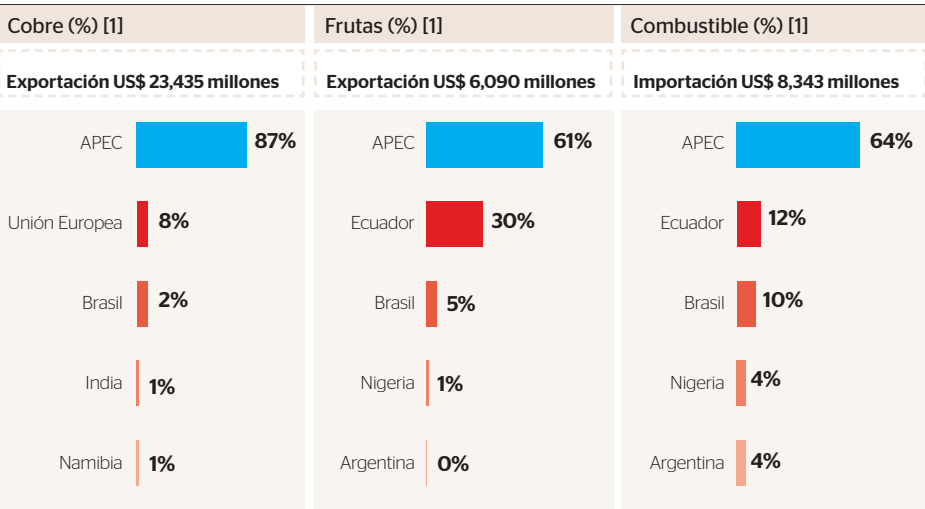 Cobre (%) [1]
Exportación US$ 23,435 millones
APEC 87%
Unión Europea 8%
Brasil 2%
India 1%
Namibia 1%
Frutas (%) [1]
Exportación US$ 6,090 millones
APEC 61%
Ecuador 30%
Brasil 5%
Nigeria 1%
Argentina 0%
Combustible (%) [1]
Importación US$ 8,343 millones
APEC 64%
Ecuador 12%
Brasil 10%
Nigeria 4%
Argentina 4%